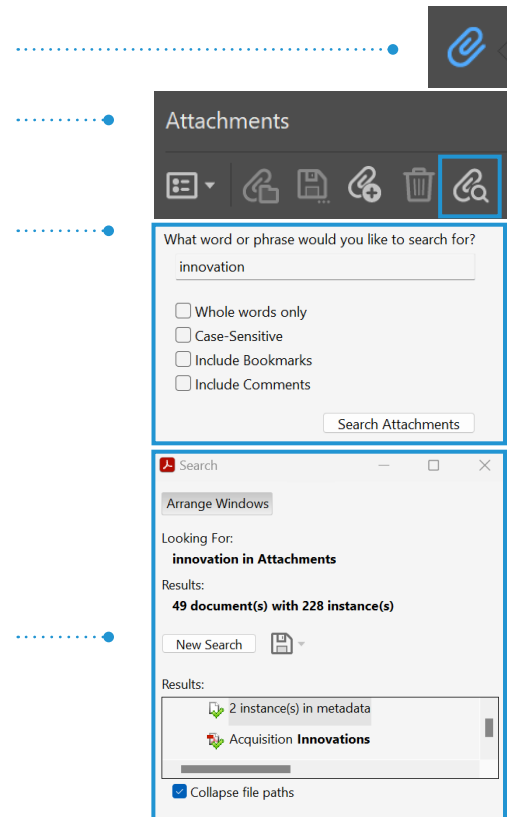 Attachments
What word or phrase would you like to search for?
innovation
Whole words only
Case-Sensitive
Include Bookmarks
Include Comments
Search Attachments
Search
Arrange Windows
Looking For:
innovation in Attachments
Results:
49 document(s) with 228 instance(s)
New Search
Results:
2 instance(s) in metadata
Acquisition Innovations
Collapse file paths